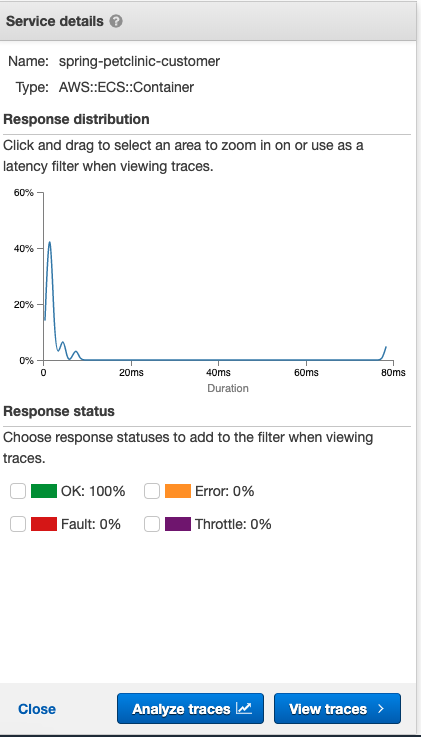 Service details ?
Name: spring-petclinic-customer
Type: AWS::ECS::Container
Response distribution
Click and drag to select an area to zoom in on or use as a
latency filter when viewing traces.
60%
40%
20%
0%
0 20ms 40ms 60ms 80ms
Duration
Response status
Choose response statuses to add to the filter when viewing
traces.
OK: 100% Error: 0%
Fault: 0% Throttle: 0%
Close Analyze traces View traces